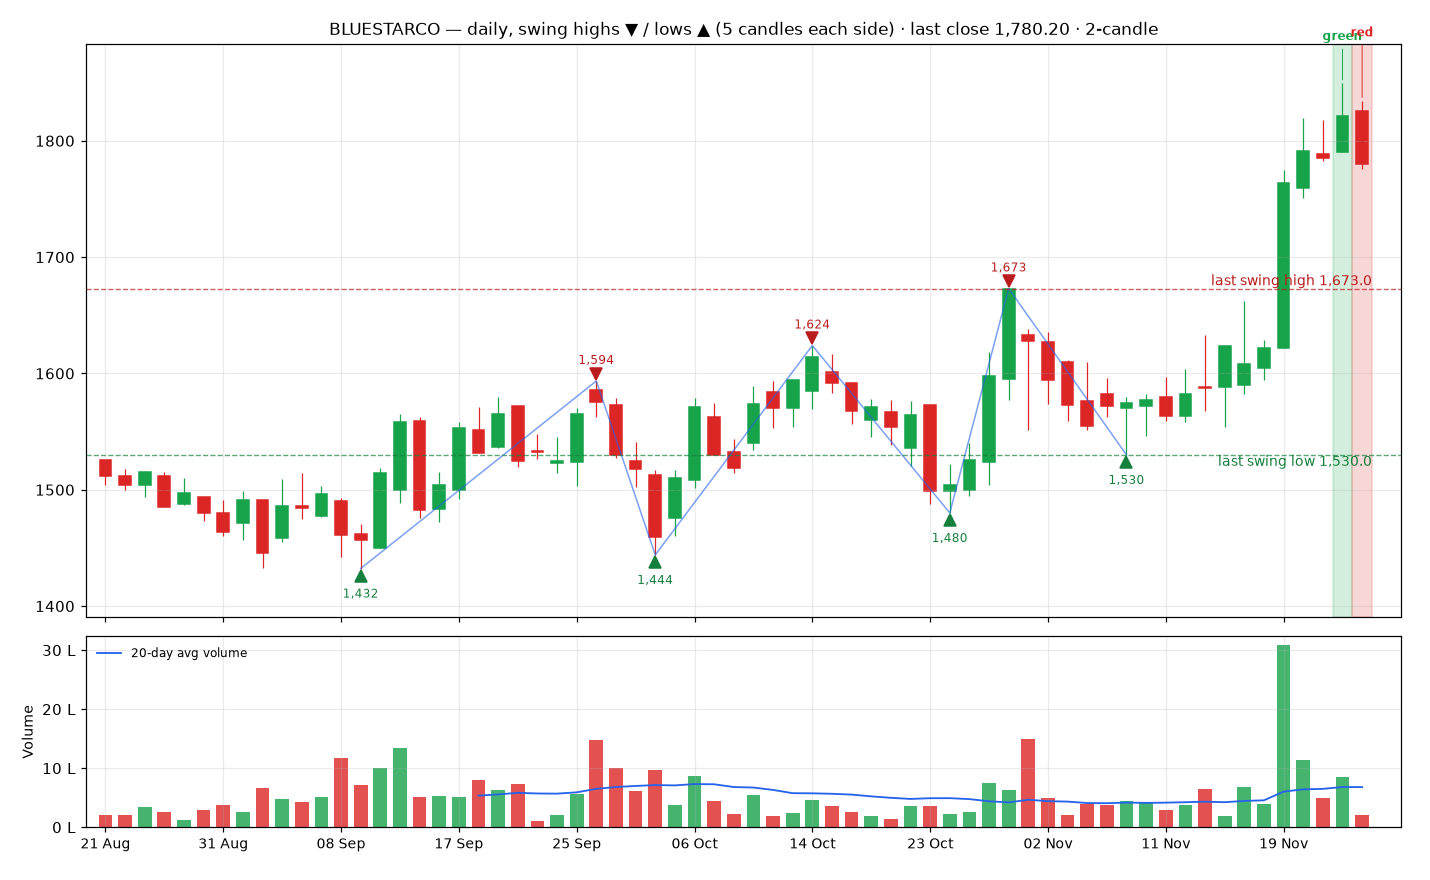 BLUESTARCO — daily, swing highs ▼ / lows ▲ (5 candles each side) · last close 1,780.20 · 2-candle
green
red
1800
1700
1600
1500
1400
1,673
last swing high 1,673.0
1,624
1,594
last swing low 1,530.0
1,530
1,480
1,444
1,432
20-day avg volume
30 L
20 L
10 L
0 L
Volume
21 Aug
31 Aug
08 Sep
17 Sep
25 Sep
06 Oct
14 Oct
23 Oct
02 Nov
11 Nov
19 Nov